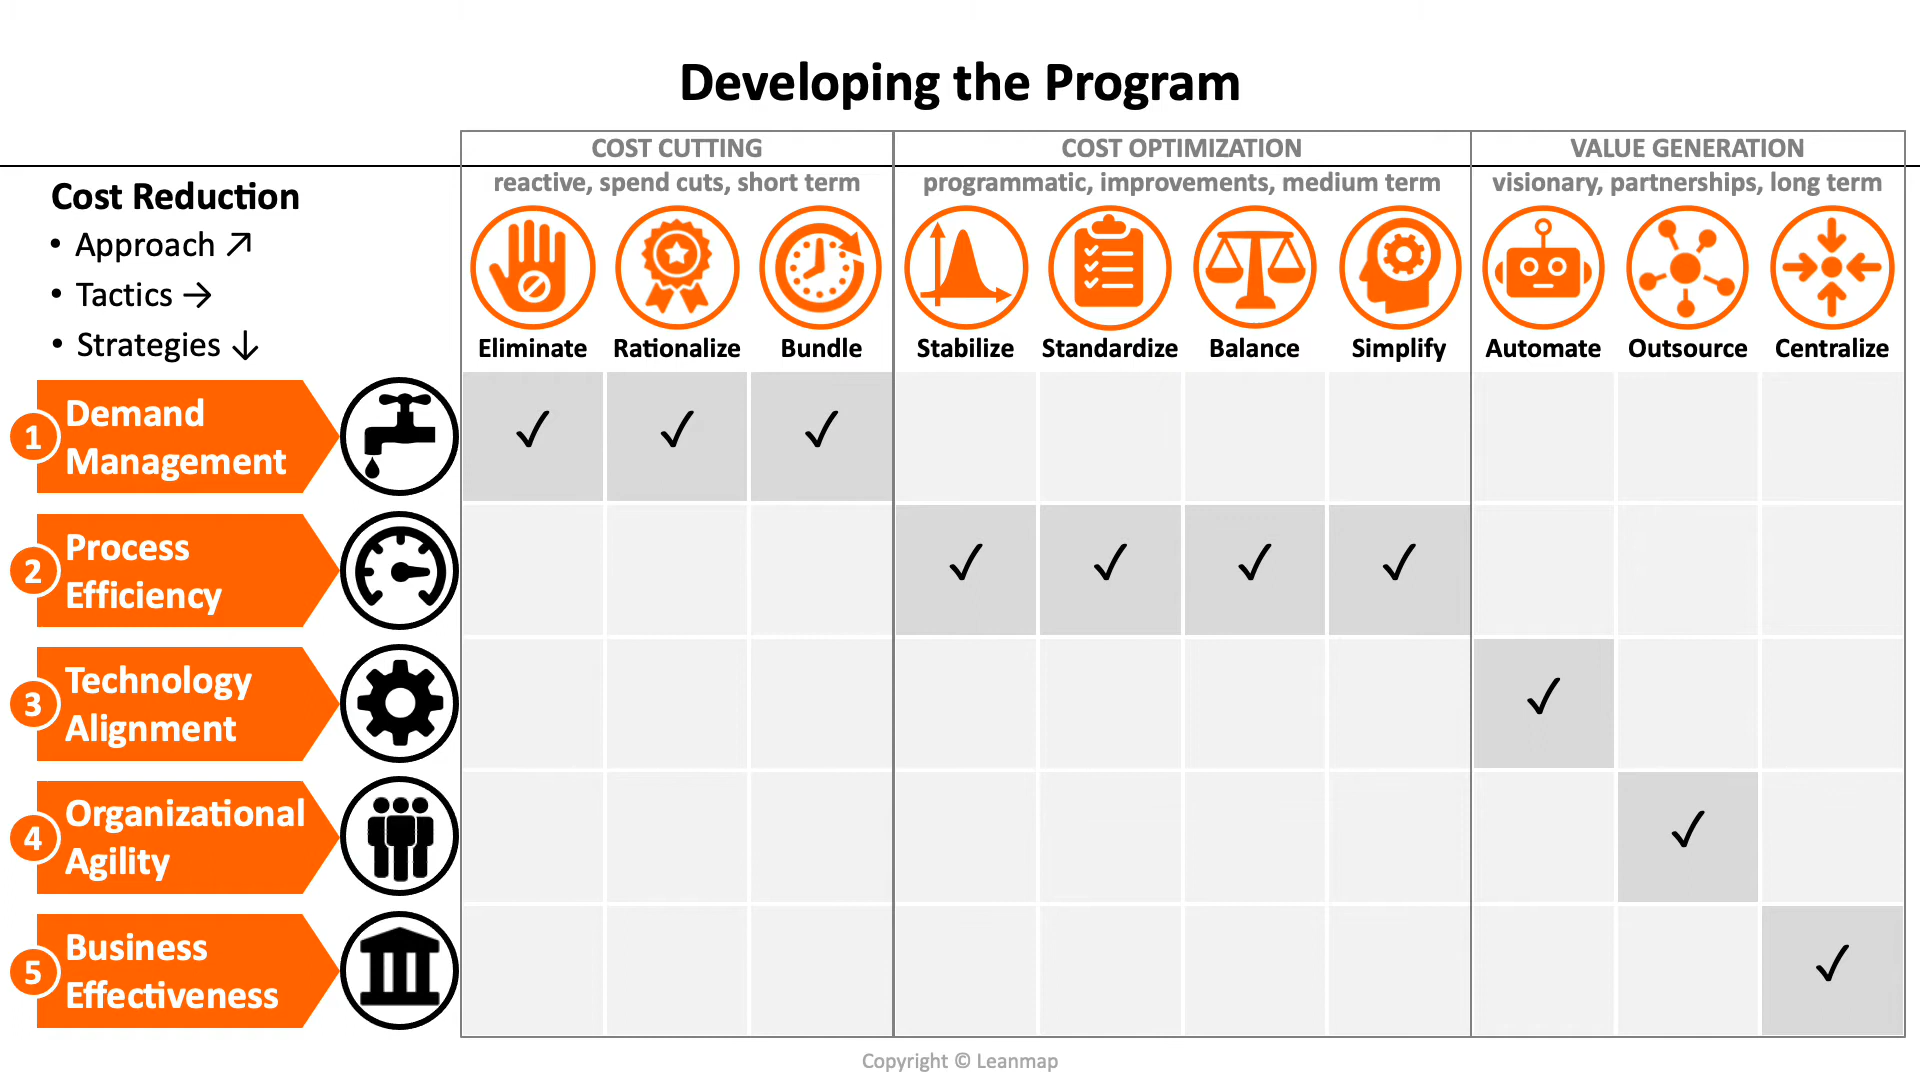 Developing the Program
COST CUTTING
COST OPTIMIZATION
VALUE GENERATION
reactive, spend cuts, short term
programmatic, improvements, medium term
visionary, partnerships, long term
Cost Reduction
• Approach ↗
• Tactics →
• Strategies ↓
Eliminate
Rationalize
Bundle
Stabilize
Standardize
Balance
Simplify
Automate
Outsource
Centralize
1
Demand
Management
✓ ✓ ✓
2
Process
Efficiency
✓ ✓ ✓ ✓
3
Technology
Alignment
✓
4
Organizational
Agility
✓
5
Business
Effectiveness
✓
Copyright © Leanmap